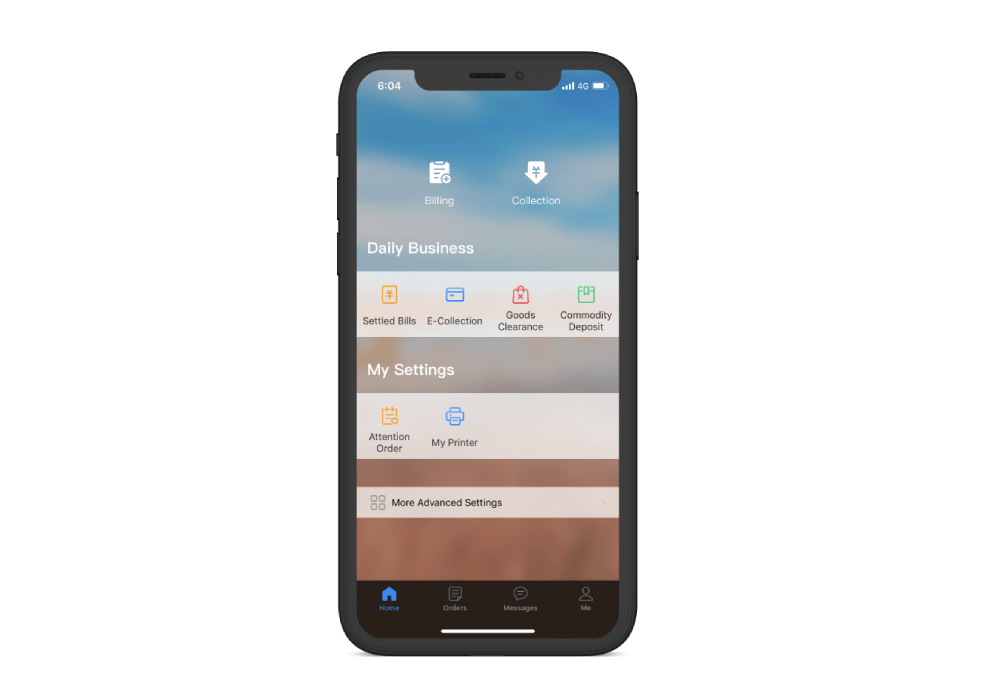 6:04
4G
Billing
Collection
Daily Business
Settled Bills
E-Collection
Goods
Clearance
Commodity
Deposit
My Settings
Attention
Order
My Printer
More Advanced Settings
Home
Orders
Messages
Me